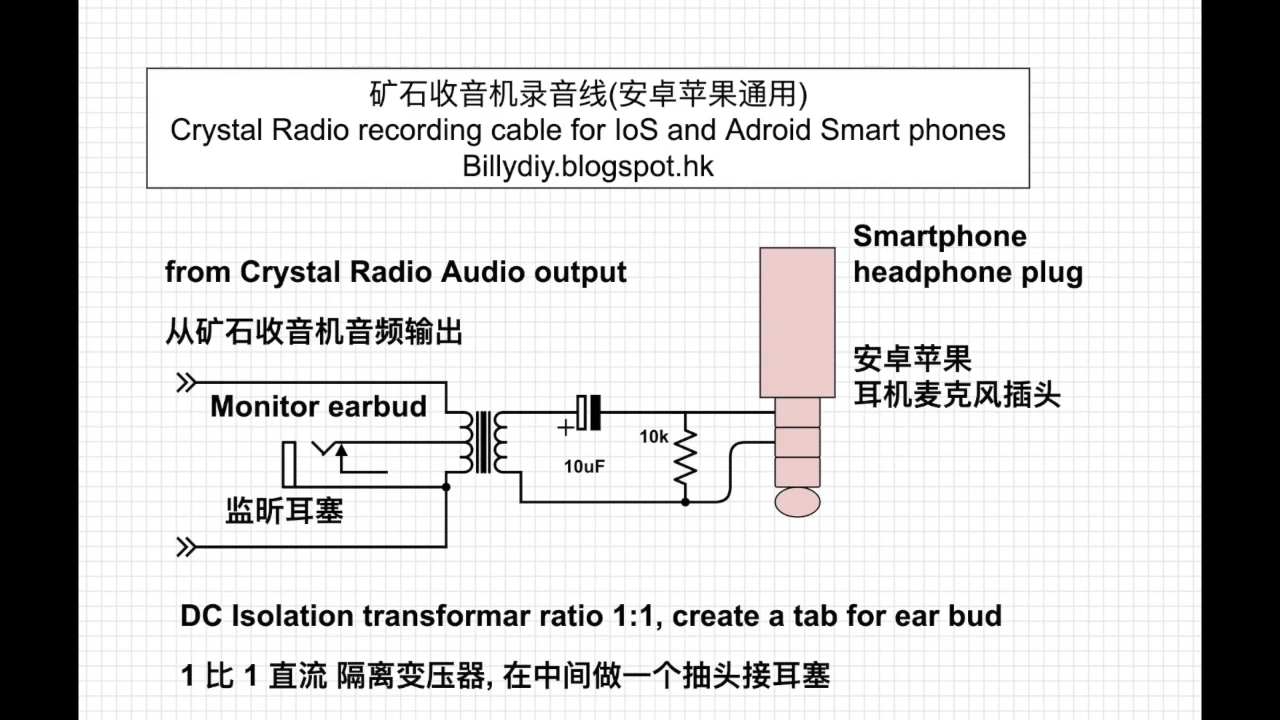 矿石收音机录音线(安卓苹果通用)
Crystal Radio recording cable for IoS and Adroid Smart phones
Billydiy.blogspot.hk
Smartphone
headphone plug
from Crystal Radio Audio output
从矿石收音机音频输出
安卓苹果
耳机麦克风插头
Monitor earbud
10k
+
10uF
监昕耳塞
DC Isolation transformar ratio 1:1, create a tab for ear bud
1 比 1 直流 隔离变压器, 在中间做一个抽头接耳塞